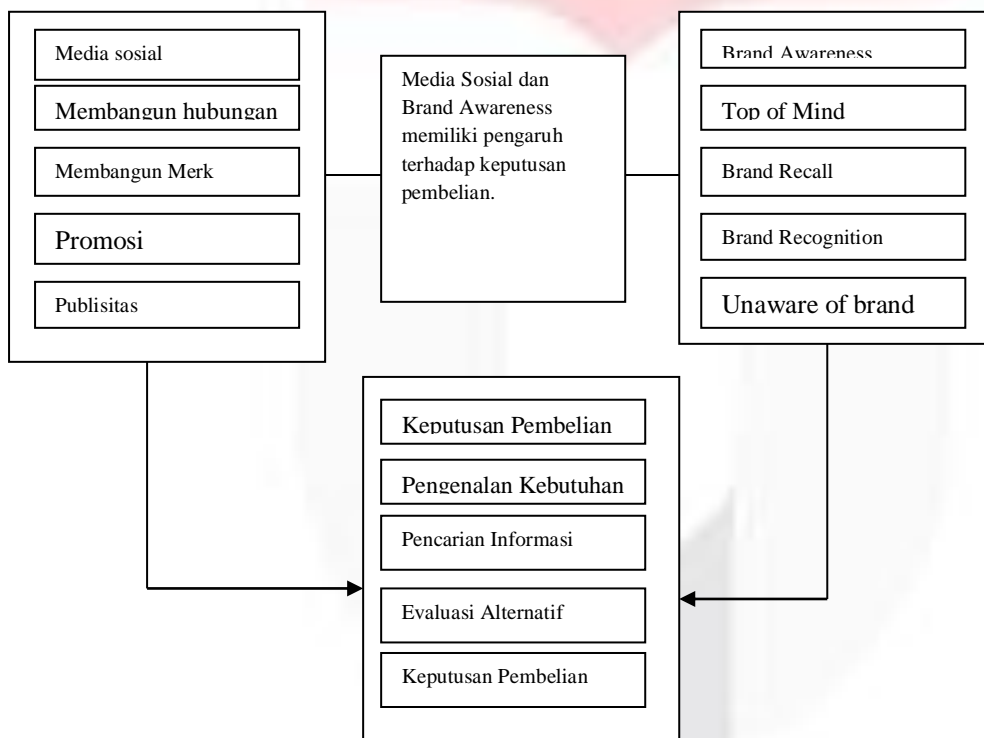 Media sosial
Membangun hubungan
Membangun Merk
Promosi
Publisitas
Media Sosial dan
Brand Awareness
memiliki pengaruh
terhadap keputusan
pembelian.
Brand Awareness
Top of Mind
Brand Recall
Brand Recognition
Unaware of brand
Keputusan Pembelian
Pengenalan Kebutuhan
Pencarian Informasi
Evaluasi Alternatif
Keputusan Pembelian